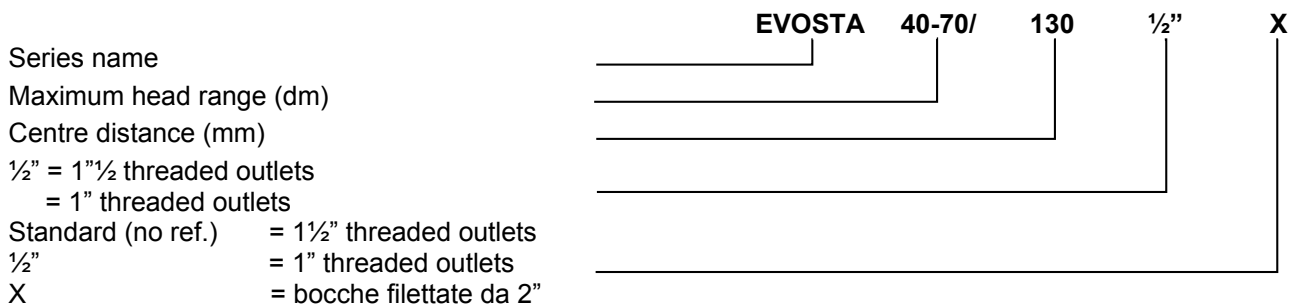 EVOSTA 40-70/ 130 ½” X
Series name
Maximum head range (dm)
Centre distance (mm)
½” = 1”½ threaded outlets
= 1” threaded outlets
Standard (no ref.) = 1½” threaded outlets
½” = 1” threaded outlets
X = bocche filettate da 2”